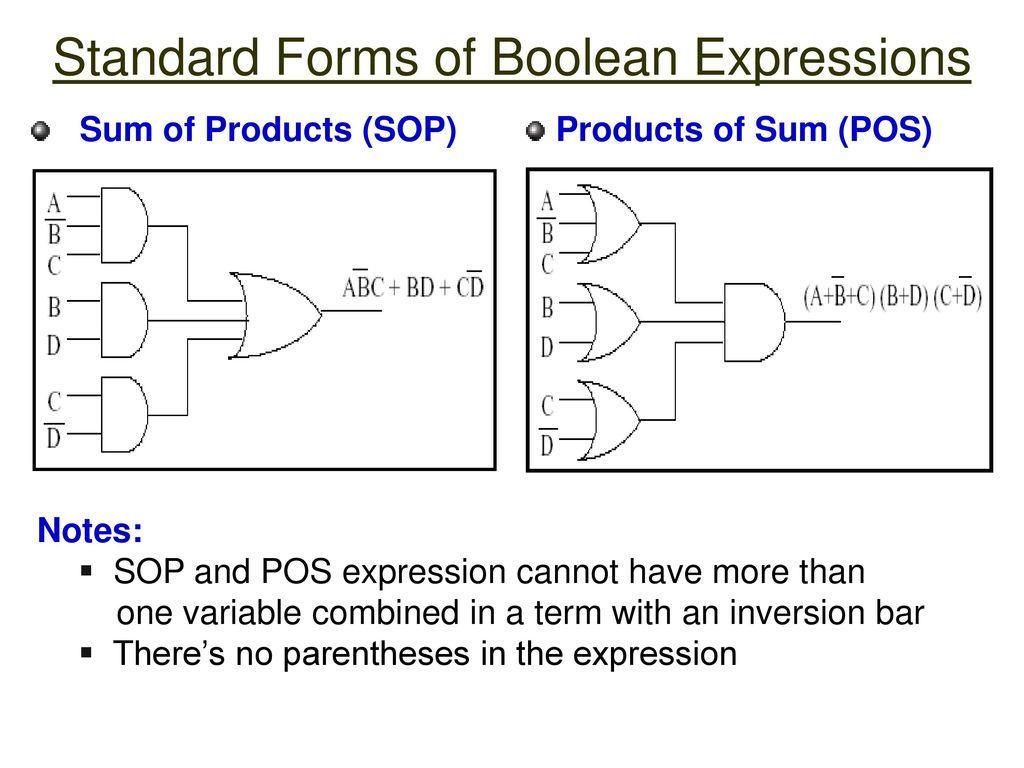 Standard Forms of Boolean Expressions
Sum of Products (SOP)
Products of Sum (POS)
A
B̅
C
B
D
C
D̅
AB̅C + BD + CD̅
A
B̅
C
B
D
C
D̅
(A+B̅+C) (B+D) (C+D̅)
Notes:
▪ SOP and POS expression cannot have more than
one variable combined in a term with an inversion bar
▪ There’s no parentheses in the expression